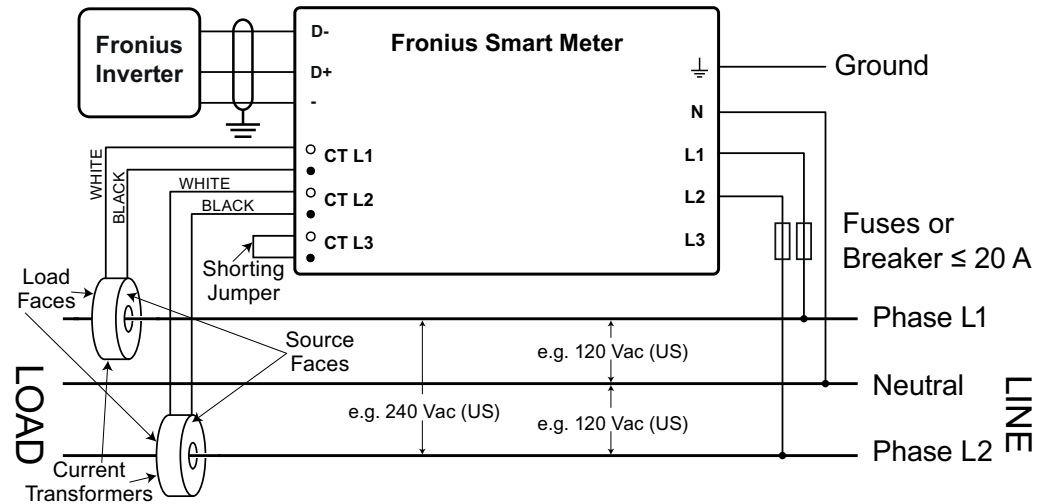 Fronius
Inverter
D-
D+
-
Fronius Smart Meter
Ground
N
L1
L2
L3
CT L1
CT L2
CT L3
WHITE
BLACK
WHITE
BLACK
Shorting
Jumper
Fuses or
Breaker ≤ 20 A
Load
Faces
Source
Faces
Phase L1
e.g. 120 Vac (US)
Neutral
e.g. 240 Vac (US)
e.g. 120 Vac (US)
Phase L2
LOAD
LINE
Current
Transformers